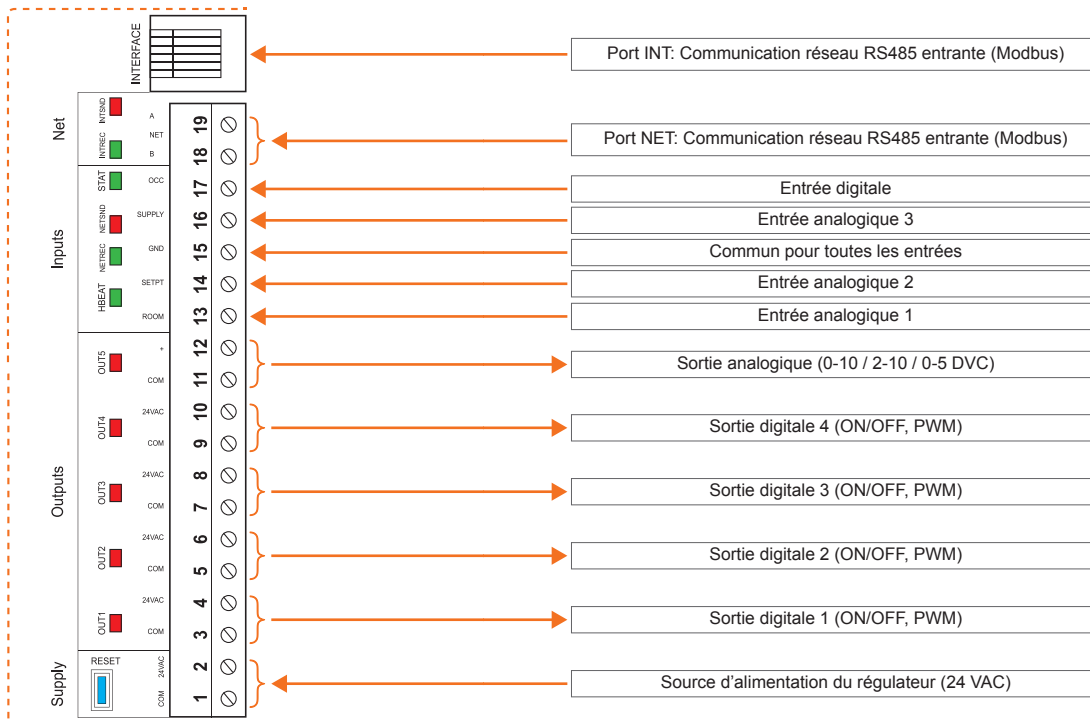 INTERFACE
Port INT: Communication réseau RS485 entrante (Modbus)
Net
INTSND
INTREC
A
NET
B
19
18
Port NET: Communication réseau RS485 entrante (Modbus)
Inputs
STAT
NETSND
NETREC
HBEAT
OCC
17
Entrée digitale
SUPPLY
16
Entrée analogique 3
GND
15
Commun pour toutes les entrées
SETPT
14
Entrée analogique 2
ROOM
13
Entrée analogique 1
Outputs
OUT5
+
12
COM
11
Sortie analogique (0-10 / 2-10 / 0-5 DVC)
OUT4
24VAC
10
COM
9
Sortie digitale 4 (ON/OFF, PWM)
OUT3
24VAC
8
COM
7
Sortie digitale 3 (ON/OFF, PWM)
OUT2
24VAC
6
COM
5
Sortie digitale 2 (ON/OFF, PWM)
OUT1
24VAC
4
COM
3
Sortie digitale 1 (ON/OFF, PWM)
Supply
RESET
24VAC
2
COM
1
Source d'alimentation du régulateur (24 VAC)